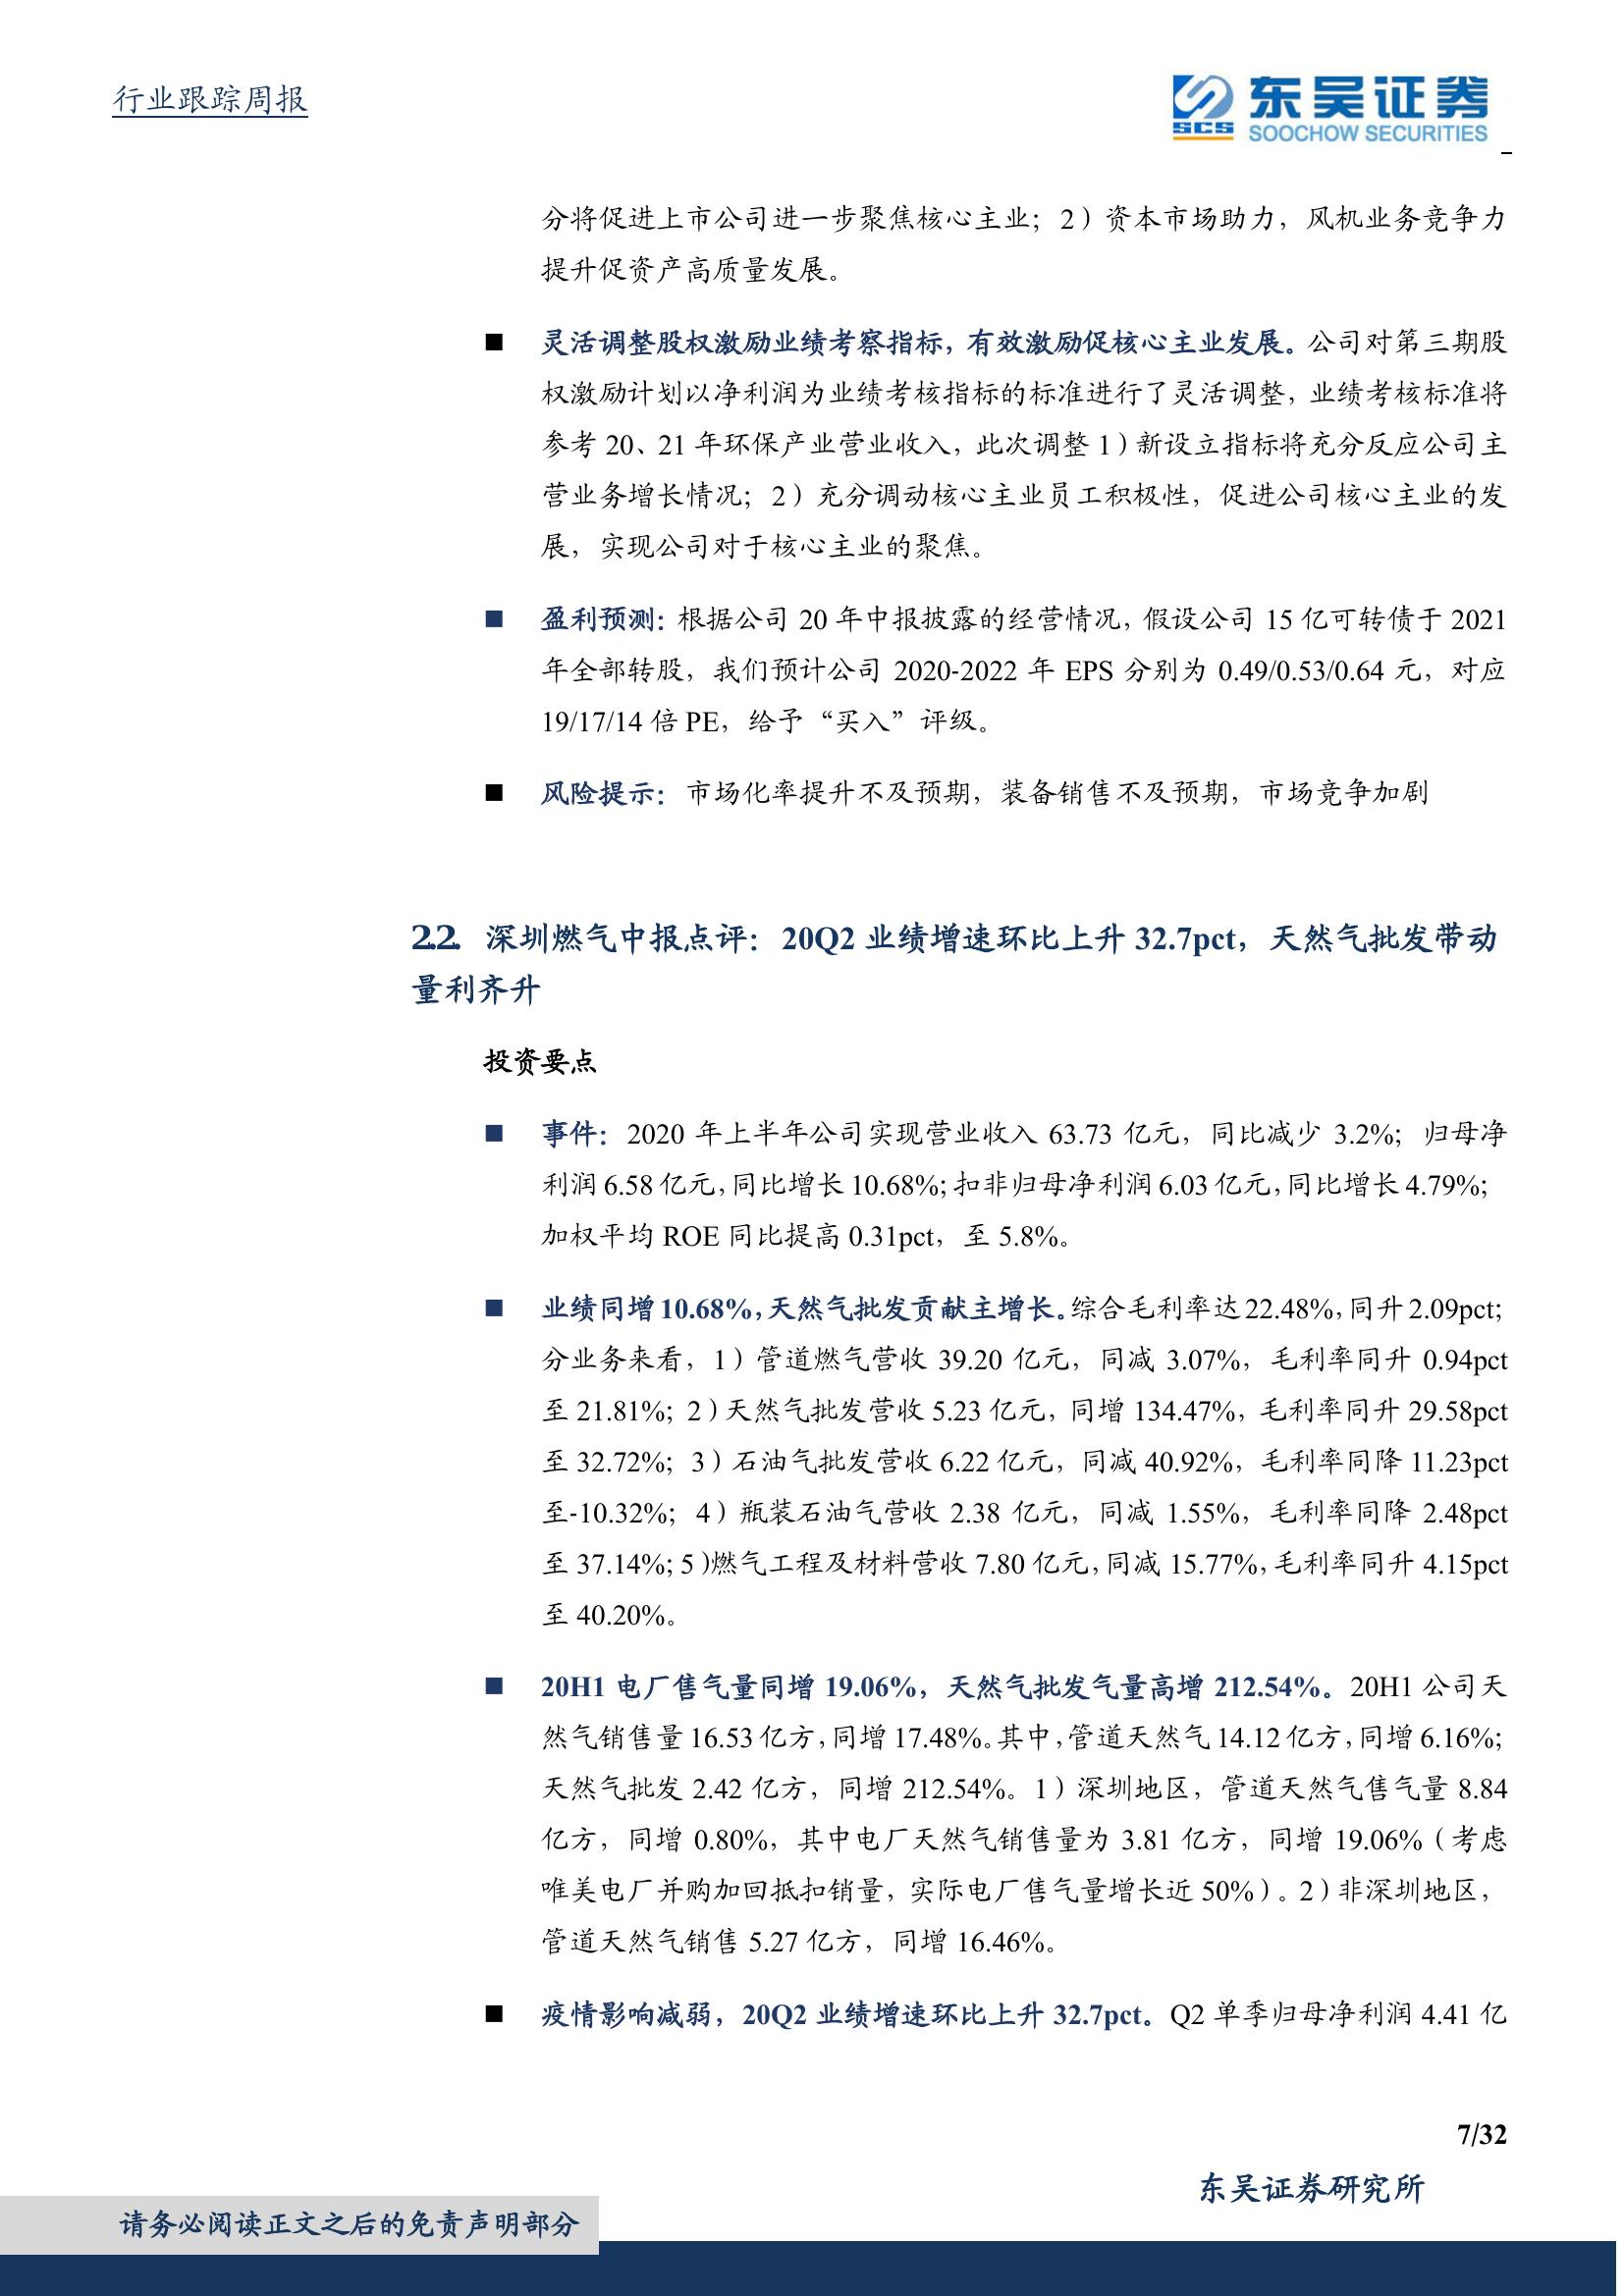 行业跟踪周报
东吴证券
SCS
SOOCHOW SECURITIES
分将促进上市公司进一步聚焦核心主业；2）资本市场助力，风机业务竞争力
提升促资产高质量发展。
■ 灵活调整股权激励业绩考察指标，有效激励促核心主业发展。公司对第三期股
权激励计划以净利润为业绩考核指标的标准进行了灵活调整，业绩考核标准将
参考 20、21 年环保产业营业收入，此次调整 1）新设立指标将充分反应公司主
营业务增长情况；2）充分调动核心主业员工积极性，促进公司核心主业的发
展，实现公司对于核心主业的聚焦。
■ 盈利预测：根据公司 20 年中报披露的经营情况，假设公司 15 亿可转债于 2021
年全部转股，我们预计公司 2020-2022 年 EPS 分别为 0.49/0.53/0.64 元，对应
19/17/14 倍 PE，给予“买入”评级。
■ 风险提示：市场化率提升不及预期，装备销售不及预期，市场竞争加剧
2.2. 深圳燃气中报点评：20Q2 业绩增速环比上升 32.7pct，天然气批发带动
量利齐升
投资要点
■ 事件：2020 年上半年公司实现营业收入 63.73 亿元，同比减少 3.2%；归母净
利润 6.58 亿元，同比增长 10.68%；扣非归母净利润 6.03 亿元，同比增长 4.79%；
加权平均 ROE 同比提高 0.31pct，至 5.8%。
■ 业绩同增 10.68%，天然气批发贡献主增长。综合毛利率达 22.48%，同升 2.09pct；
分业务来看，1）管道燃气营收 39.20 亿元，同减 3.07%，毛利率同升 0.94pct
至 21.81%；2）天然气批发营收 5.23 亿元，同增 134.47%，毛利率同升 29.58pct
至 32.72%；3）石油气批发营收 6.22 亿元，同减 40.92%，毛利率同降 11.23pct
至-10.32%；4）瓶装石油气营收 2.38 亿元，同减 1.55%，毛利率同降 2.48pct
至 37.14%；5）燃气工程及材料营收 7.80 亿元，同减 15.77%，毛利率同升 4.15pct
至 40.20%。
■ 20H1 电厂售气量同增 19.06%，天然气批发气量高增 212.54%。20H1 公司天
然气销售量 16.53 亿方，同增 17.48%。其中，管道天然气 14.12 亿方，同增 6.16%；
天然气批发 2.42 亿方，同增 212.54%。1）深圳地区，管道天然气售气量 8.84
亿方，同增 0.80%，其中电厂天然气销售量为 3.81 亿方，同增 19.06%（考虑
唯美电厂并购加回抵扣销量，实际电厂售气量增长近 50%）。2）非深圳地区，
管道天然气销售 5.27 亿方，同增 16.46%。
■ 疫情影响减弱，20Q2 业绩增速环比上升 32.7pct。Q2 单季归母净利润 4.41 亿
7/32
东吴证券研究所
请务必阅读正文之后的免责声明部分